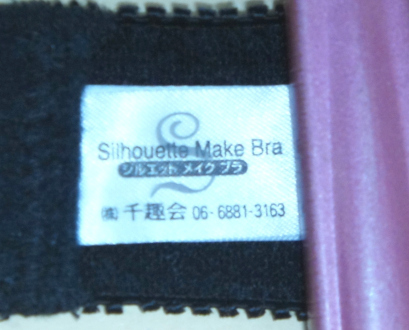 S
Silhouette Make Bra
シルエット メイク ブラ
㈱ 千趣会 06-6881-3163